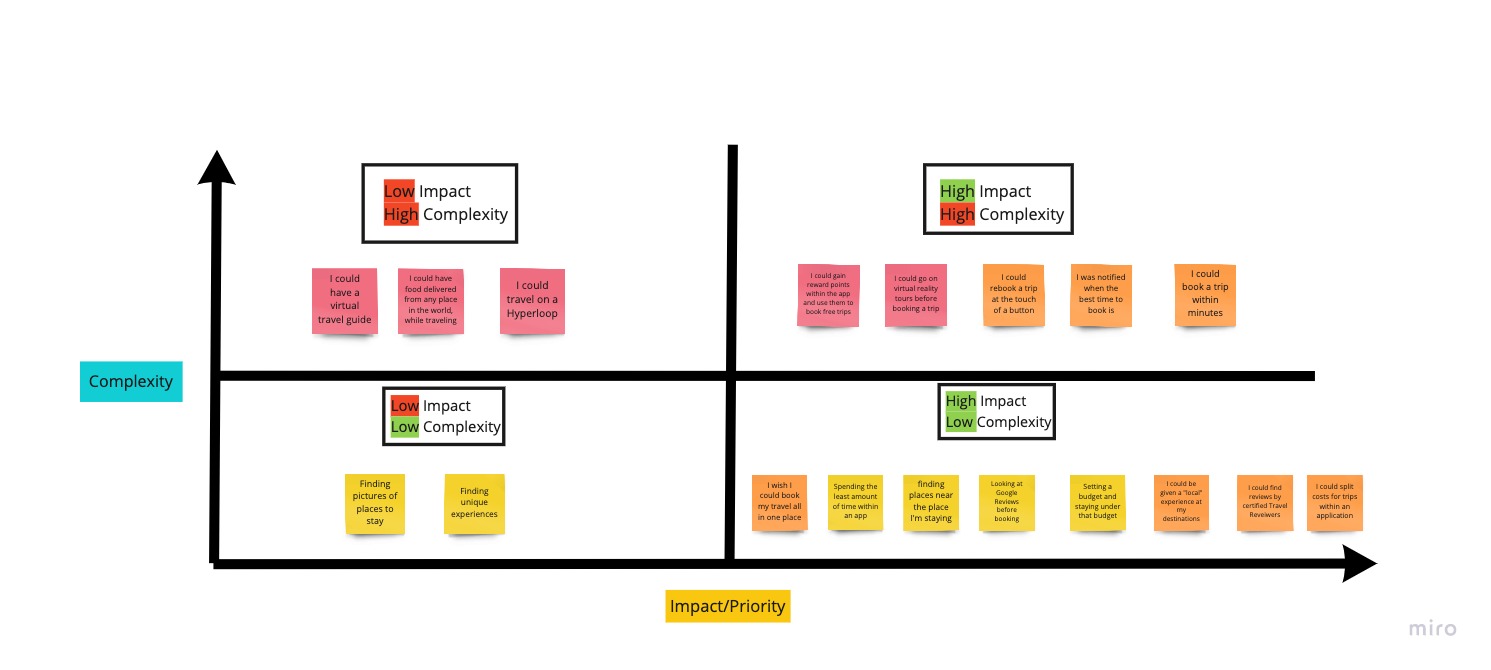 Low Impact
High Complexity
High Impact
High Complexity
I could
have a
virtual
travel guide
I could have
food delivered
from any place
in the world,
while traveling
I could
travel on a
Hyperloop
I could gain
reward points
within the app
and use them to
book free trips
I could go on
virtual reality
tours before
booking a trip
I could
rebook a trip
at the touch
of a button
I was notified
when the
best time to
book is
I could
book a trip
within
minutes
Complexity
Low Impact
Low Complexity
High Impact
Low Complexity
Finding
pictures of
places to
stay
Finding
unique
experiences
I wish I
could book
my travel all
in one place
Spending the
least amount
of time within
an app
finding
places near
the place
I'm staying
Looking at
Google
Reviews
before
booking
Setting a
budget and
staying under
that budget
I could be
given a "local"
experience at
my
destinations
I could find
reviews by
certified Travel
Reveiwers
I could split
costs for trips
within an
application
Impact/Priority
miro